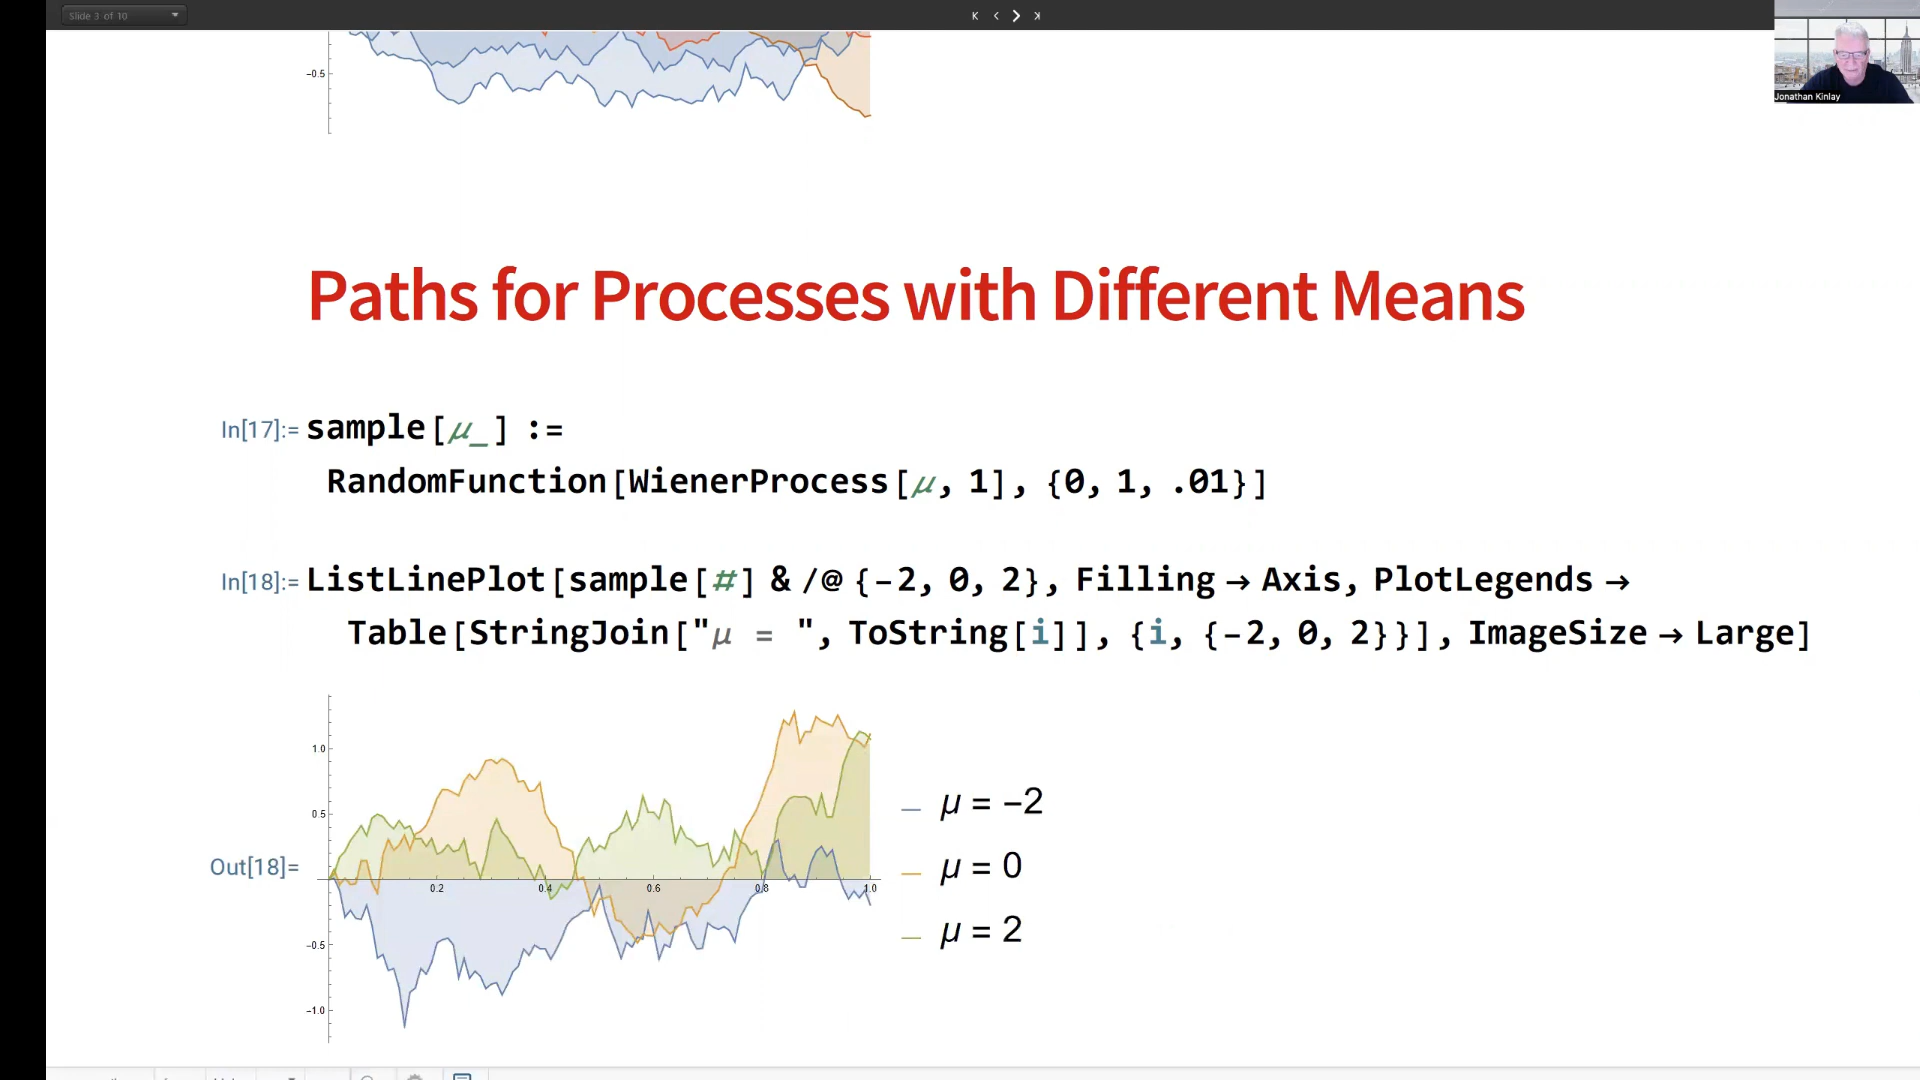 Slide 3 of 10
Jonathan Kinlay
-0.5
Paths for Processes with Different Means
In[17]:= sample[μ_] :=
RandomFunction[WienerProcess[μ, 1], {0, 1, .01}]
In[18]:= ListLinePlot[sample[#] & /@ {-2, 0, 2}, Filling → Axis, PlotLegends →
Table[StringJoin["μ = ", ToString[i]], {i, {-2, 0, 2}}], ImageSize → Large]
Out[18]=
1.0
0.5
0.2 0.4 0.6 0.8 1.0
-0.5
-1.0
μ = -2
μ = 0
μ = 2